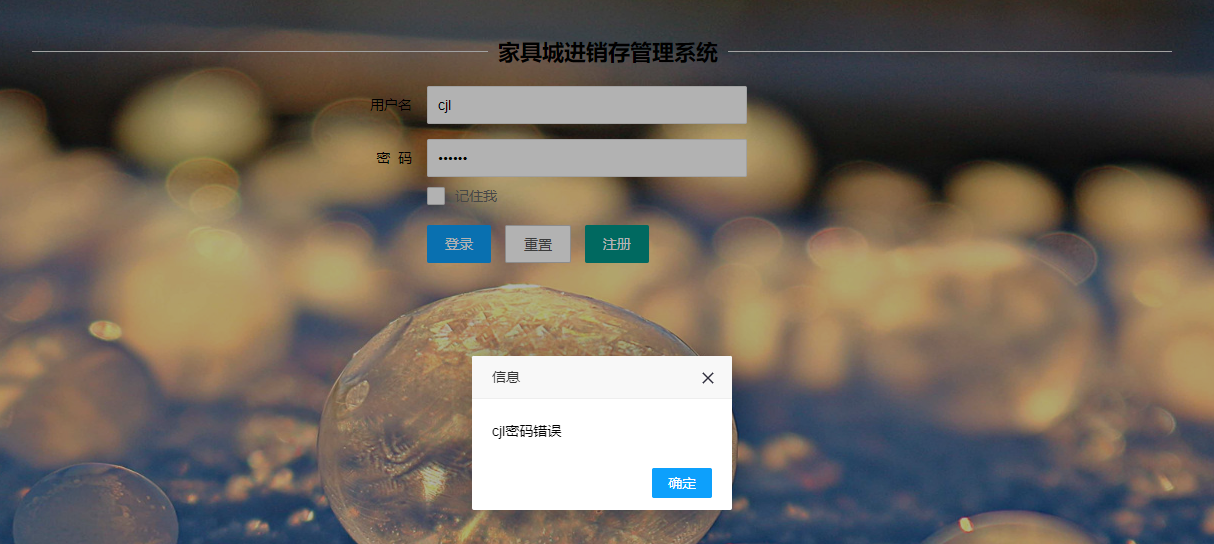 家具城进销存管理系统
用户名 cjl
密 码 ••••••
记住我
登录 重置 注册
信息
cjl密码错误
确定